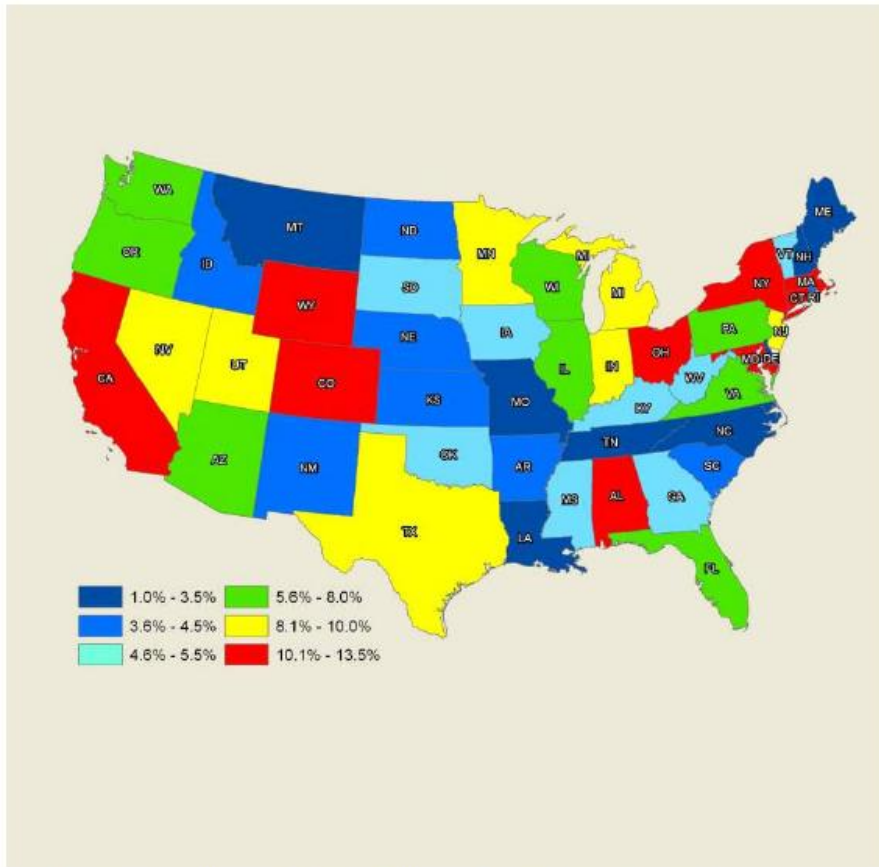 WA
MT
ND
ME
OR
ID
MN
MI
VT
NH
SD
WI
NY
MA
WY
MI
CT RI
IA
NE
PA
NJ
NV
OH
UT
IL
IN
MD
DE
CA
CO
WV
VA
KS
MO
KY
NC
TN
AZ
OK
NM
AR
SC
MS
AL
GA
TX
LA
FL
1.0% - 3.5%
5.6% - 8.0%
3.6% - 4.5%
8.1% - 10.0%
4.6% - 5.5%
10.1% - 13.5%